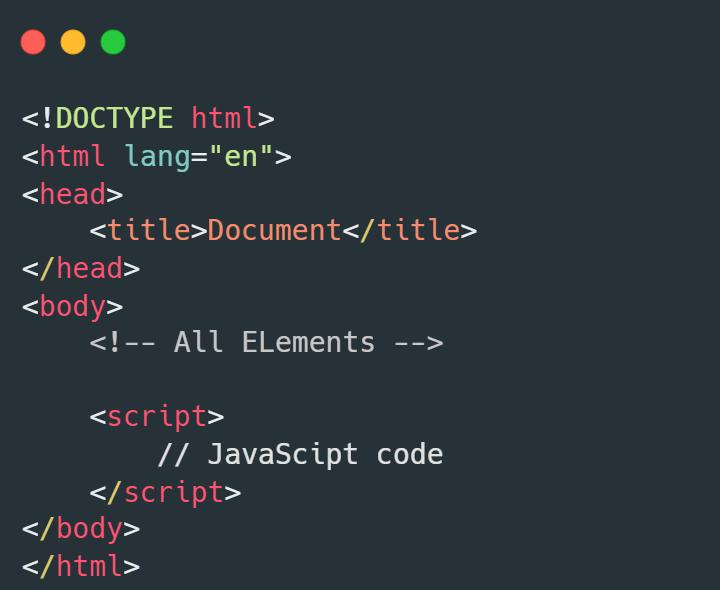 <!DOCTYPE html>
<html lang="en">
<head>
    <title>Document</title>
</head>
<body>
    <!-- All ELements -->

    <script>
        // JavaScipt code
    </script>
</body>
</html>